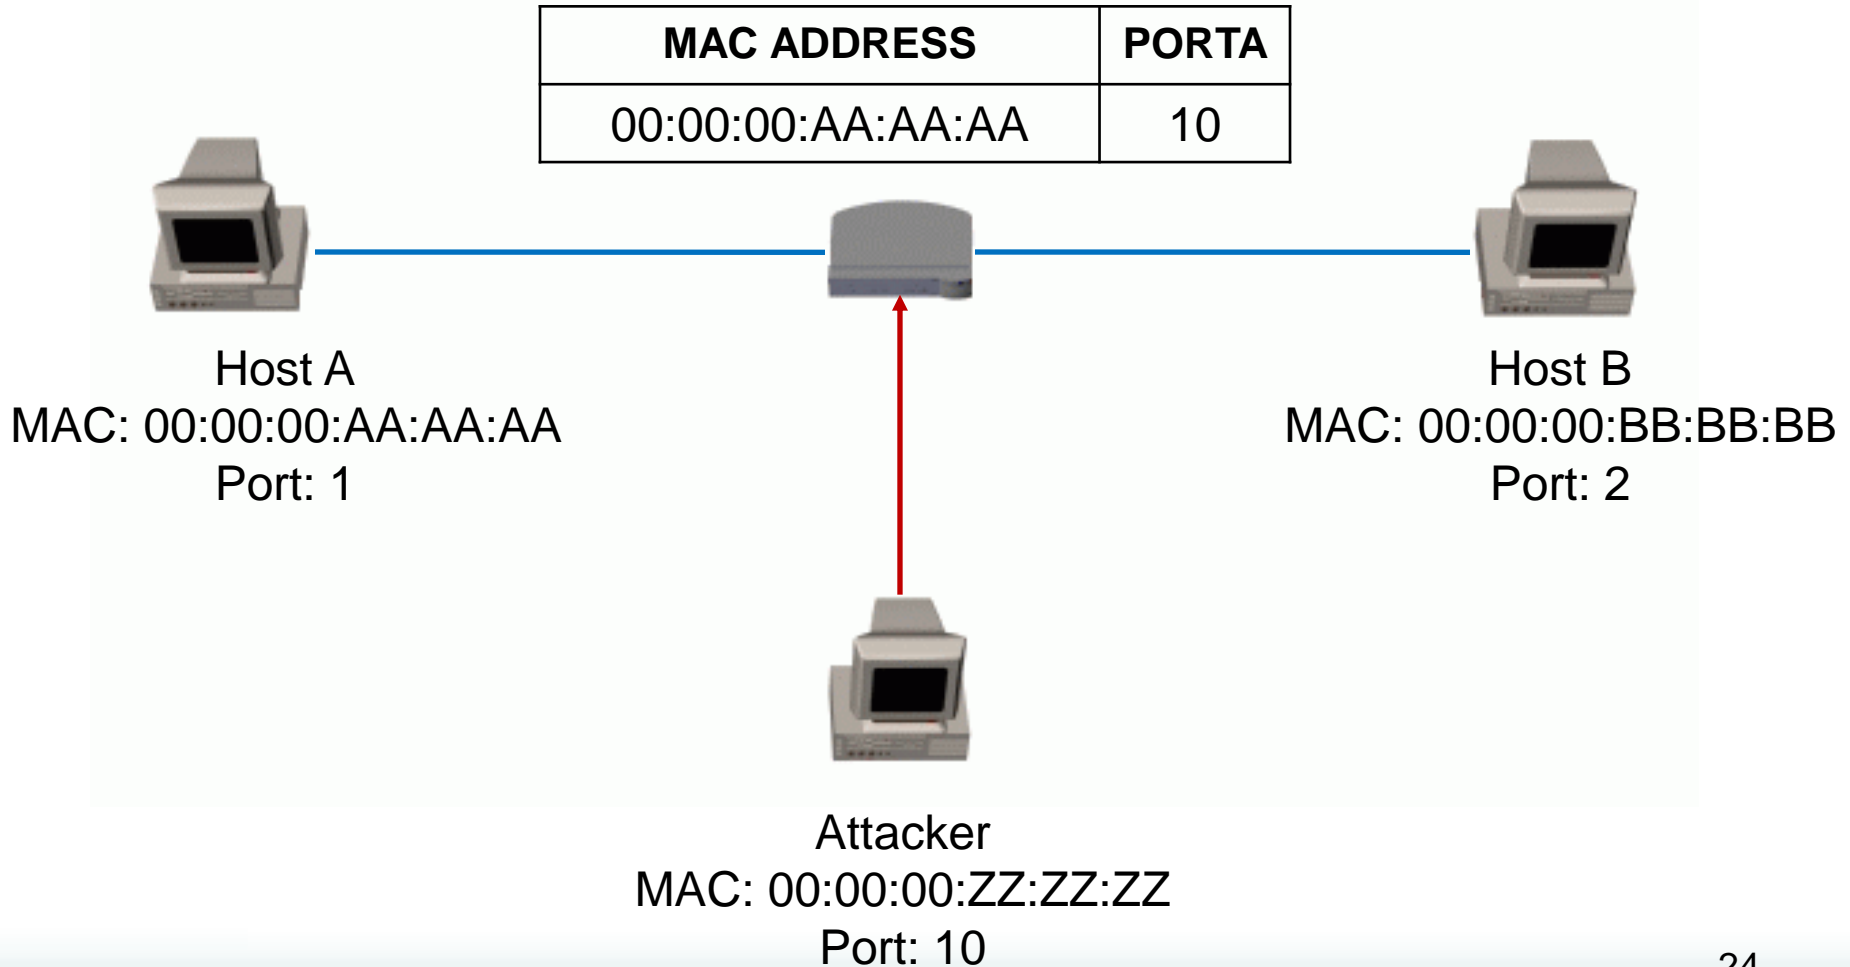 MAC ADDRESS PORTA
00:00:00:AA:AA:AA 10
Host A
MAC: 00:00:00:AA:AA:AA
Port: 1
Host B
MAC: 00:00:00:BB:BB:BB
Port: 2
Attacker
MAC: 00:00:00:ZZ:ZZ:ZZ
Port: 10
24